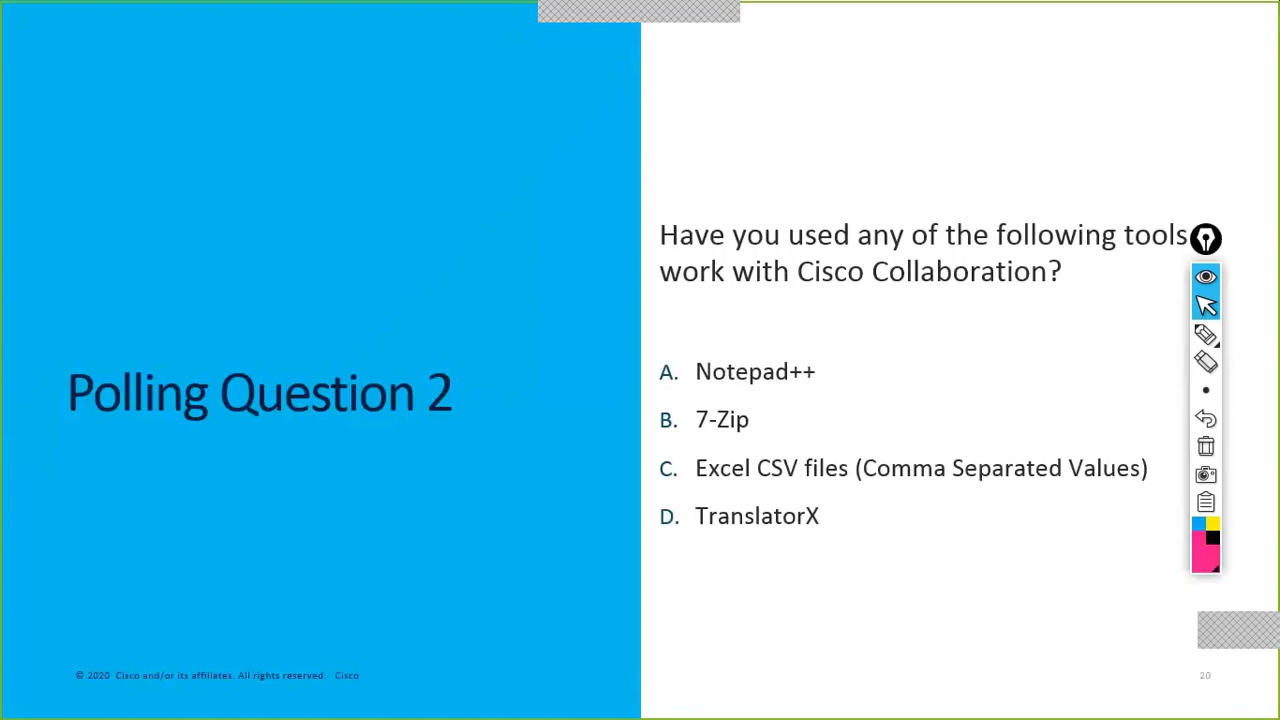 Polling Question 2
Have you used any of the following tools
work with Cisco Collaboration?
A. Notepad++
B. 7-Zip
C. Excel CSV files (Comma Separated Values)
D. TranslatorX
© 2020 Cisco and/or its affiliates. All rights reserved. Cisco
20